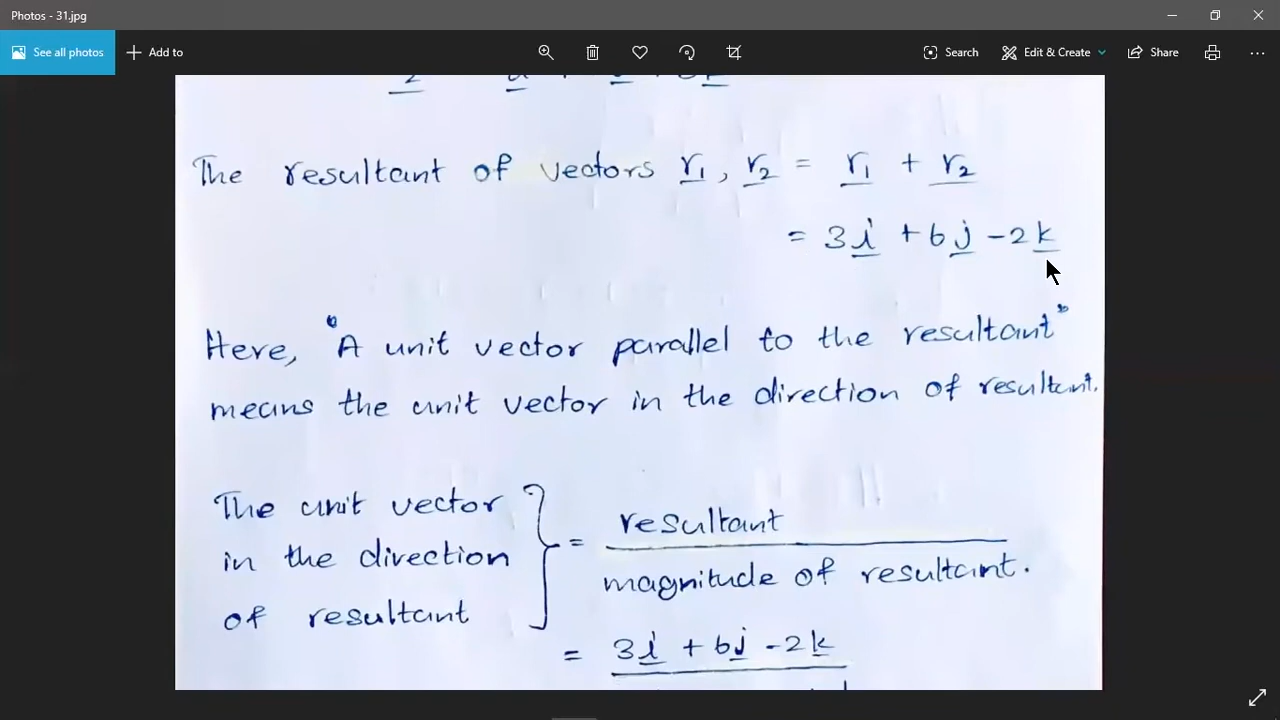 Photos - 31.jpg
See all photos
Add to
Search
Edit & Create
Share
The resultant of vectors r₁, r₂ = r₁ + r₂
= 3i + 6j - 2k
Here, "A unit vector parallel to the resultant"
means the unit vector in the direction of resultant.
The unit vector
in the direction
of resultant
= resultant
magnitude of resultant.
= 3i + 6j - 2k